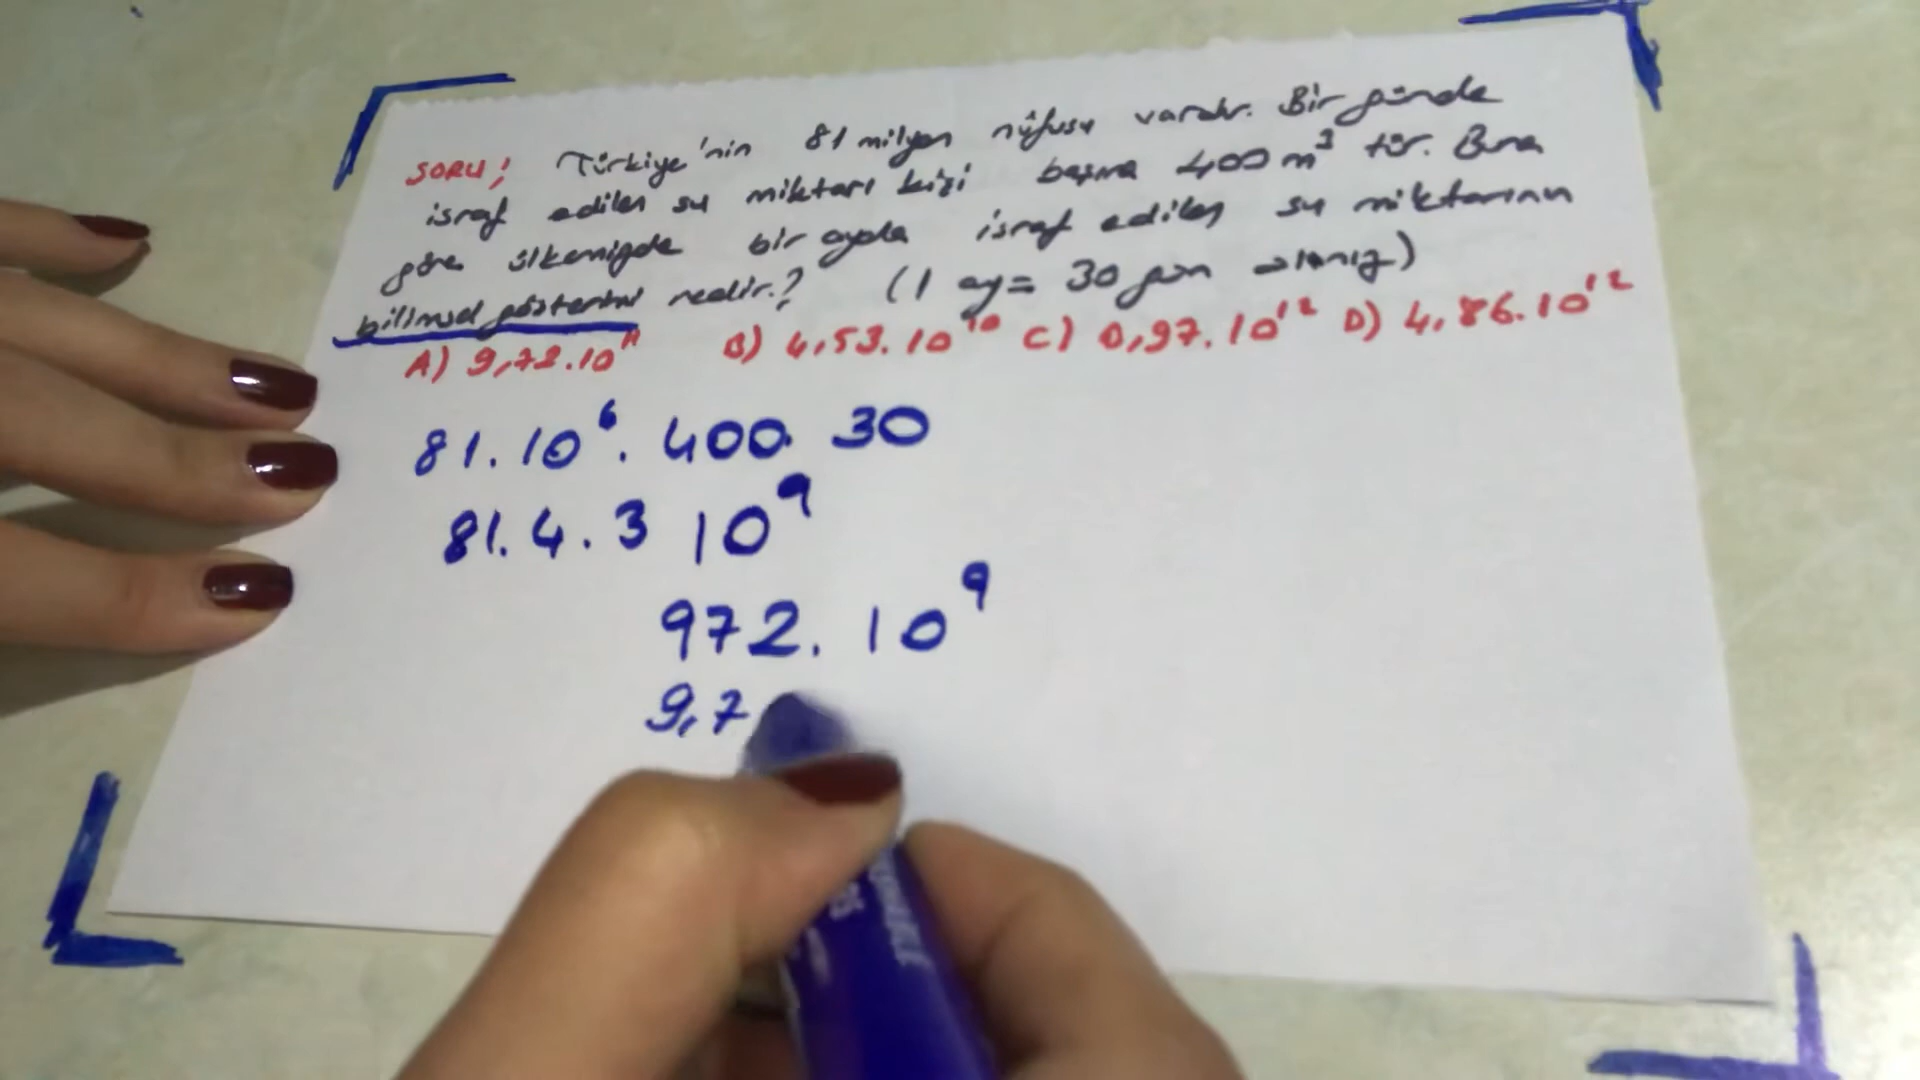 SORU; Türkiye'nin 81 milyon nüfusu vardır. Bir günde
israf edilen su miktarı kişi başına 400 m³ tür. Buna
göre ülkemizde bir ayda israf edilen su miktarının
bilimsel gösterimi nedir.? (1 ay = 30 gün alınız)
A) 9,72.10¹¹ B) 4,53.10¹⁰ C) 0,97.10¹² D) 4,86.10¹²
81.10⁶. 400. 30
81.4.3 10⁹
972. 10⁹
9,7